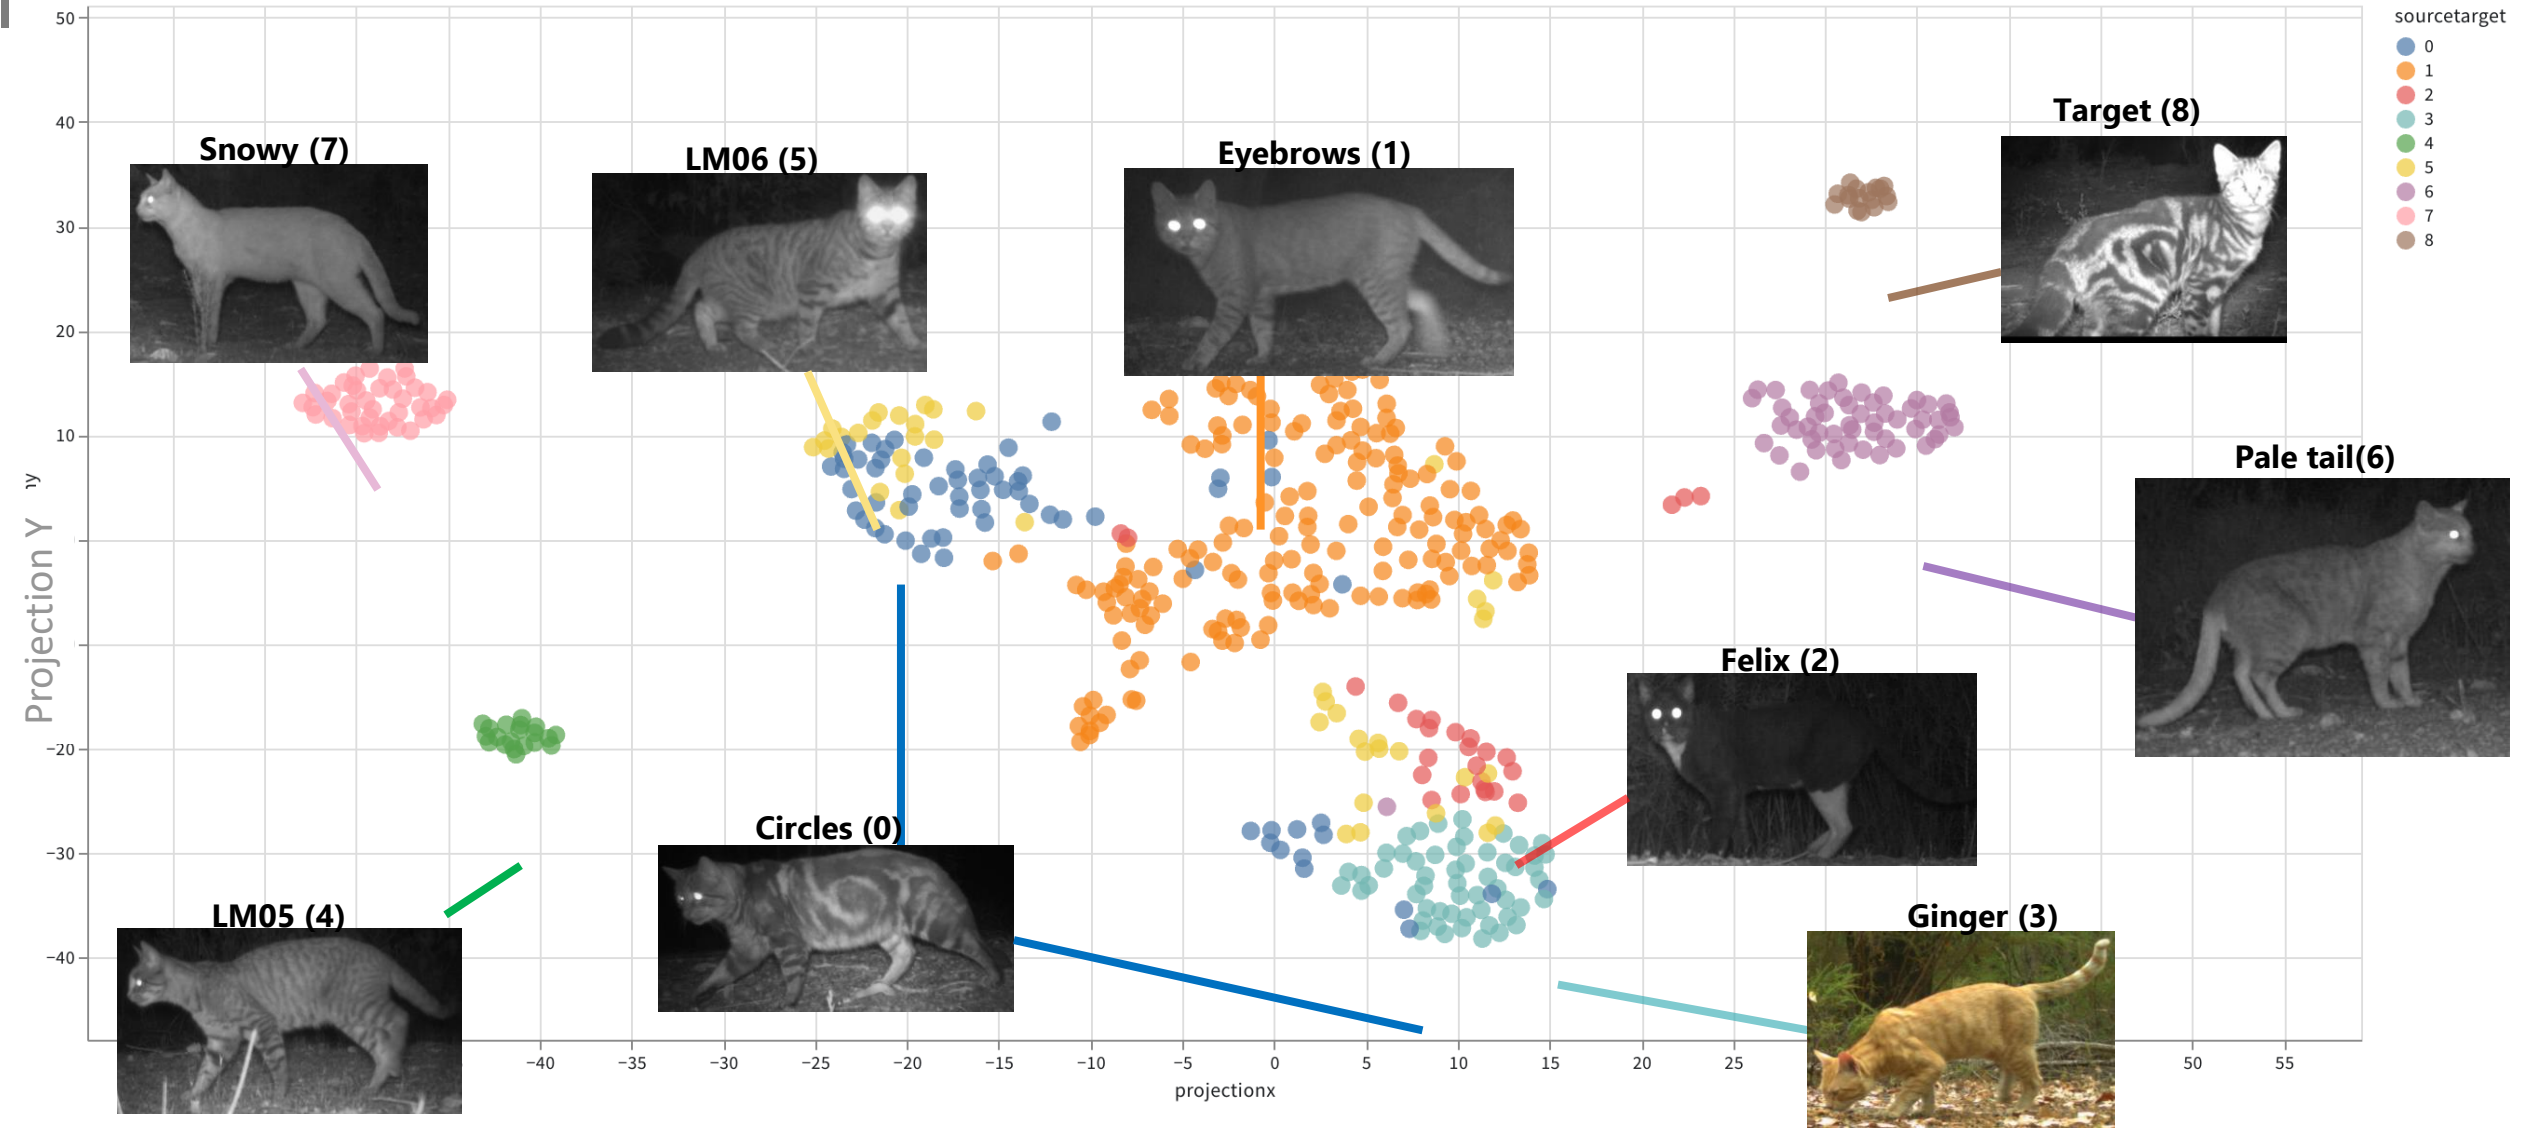 sourcetarget
0
1
2
3
4
5
6
7
8
50
40
30
20
10
−20
−30
−40
Projection Y
Snowy (7)
LM06 (5)
Eyebrows (1)
Target (8)
Pale tail(6)
Felix (2)
Circles (0)
LM05 (4)
Ginger (3)
−40
−35
−30
−25
−20
−15
−10
−5
0
5
10
15
20
25
50
55
projectionx